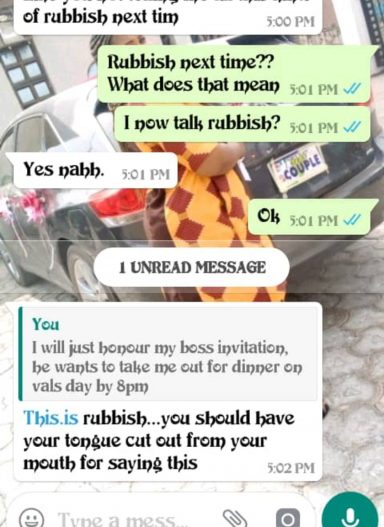 of rubbish next tim
5:00 PM
Rubbish next time??
What does that mean 5:01 PM
I now talk rubbish? 5:01 PM
Yes nahh. 5:01 PM
COUPLE
Ok 5:01 PM
1 UNREAD MESSAGE
You
I will just honour my boss invitation,
he wants to take me out for dinner on
vals day by 8pm
This.is rubbish...you should have
your tongue cut out from your
mouth for saying this 5:02 PM
Type a mess...